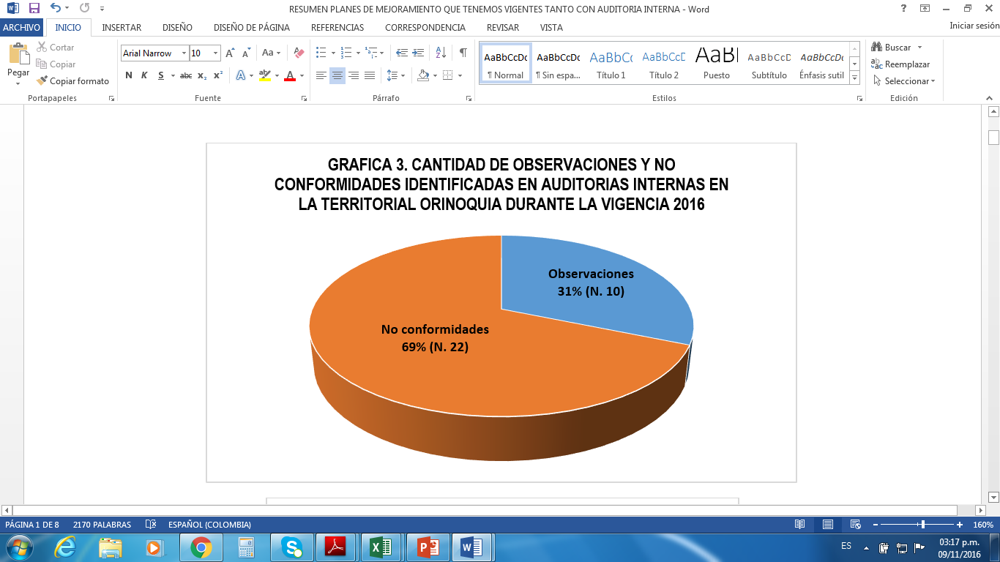 RESUMEN PLANES DE MEJORAMIENTO QUE TENEMOS VIGENTES TANTO CON AUDITORIA INTERNA - Word
ARCHIVO INICIO INSERTAR DISEÑO DISEÑO DE PÁGINA REFERENCIAS CORRESPONDENCIA REVISAR VISTA Iniciar sesión
Pegar
Cortar
Copiar
Copiar formato
Portapapeles
Arial Narrow 10
Aa
N K S abc x₂ x²
A ab A
Fuente
Párrafo
AaBbCcDc AaBbCcDc AaBbCc AaBbCcD AaB AaBbCcD AaBbCcDc
¶ Normal ¶ Sin espa... Título 1 Título 2 Puesto Subtítulo Énfasis sutil
Estilos
Buscar
Reemplazar
Seleccionar
Edición
GRAFICA 3. CANTIDAD DE OBSERVACIONES Y NO
CONFORMIDADES IDENTIFICADAS EN AUDITORIAS INTERNAS EN
LA TERRITORIAL ORINOQUIA DURANTE LA VIGENCIA 2016
Observaciones
31% (N. 10)
No conformidades
69% (N. 22)
PÁGINA 1 DE 8 2170 PALABRAS ESPAÑOL (COLOMBIA) 160%
ES
03:17 p.m.
09/11/2016